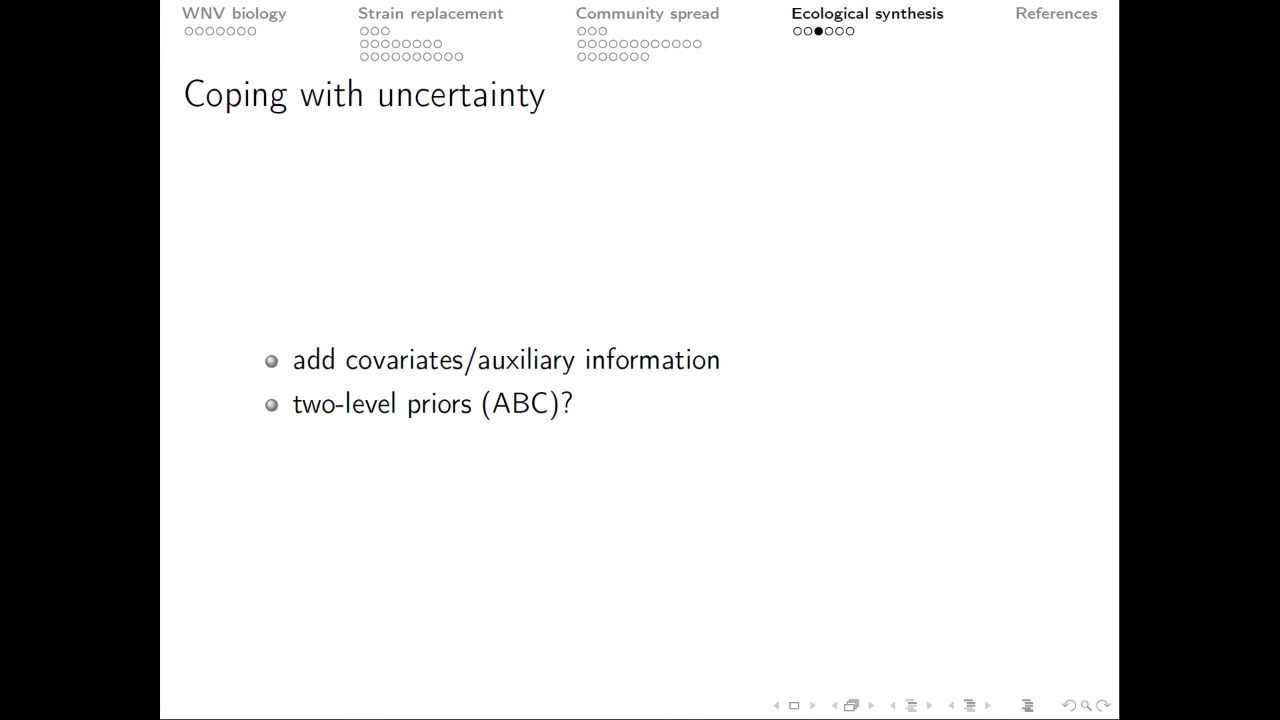 WNV biology Strain replacement Community spread Ecological synthesis References
Coping with uncertainty
add covariates/auxiliary information
two-level priors (ABC)?